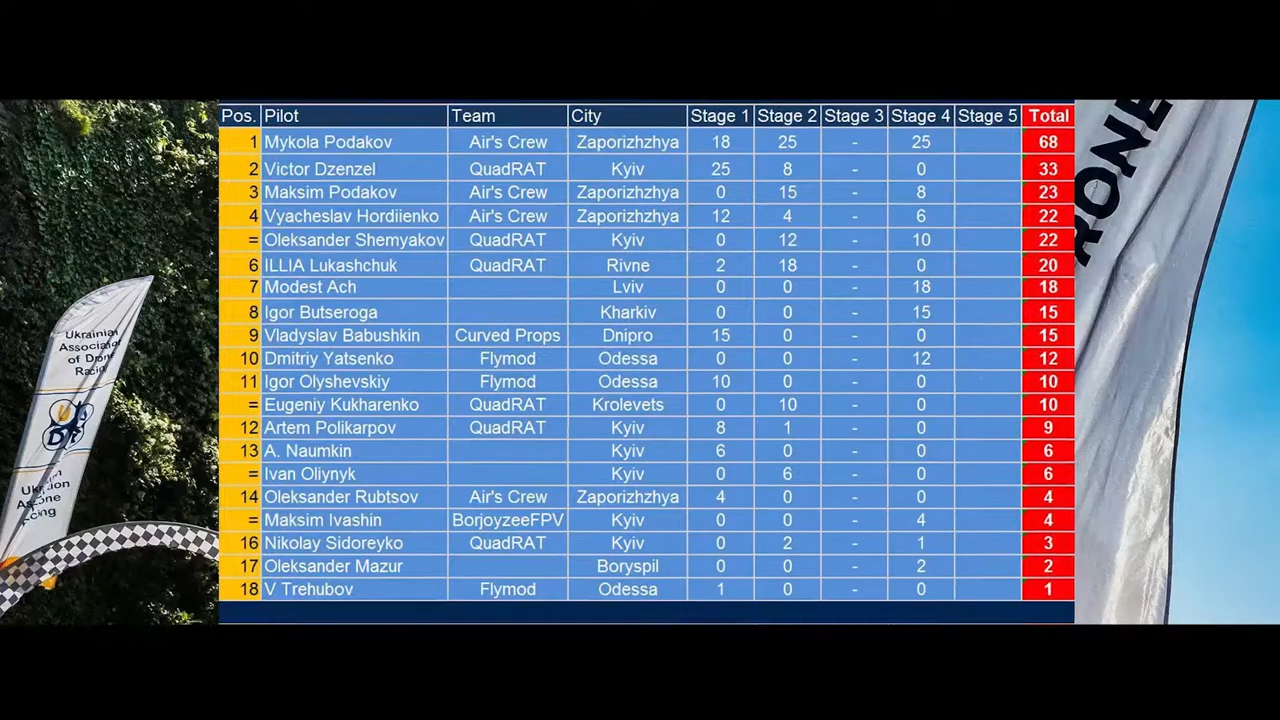 Pos. Pilot Team City Stage 1 Stage 2 Stage 3 Stage 4 Stage 5 Total
1 Mykola Podakov Air's Crew Zaporizhzhya 18 25 - 25 68
2 Victor Dzenzel QuadRAT Kyiv 25 8 - 0 33
3 Maksim Podakov Air's Crew Zaporizhzhya 0 15 - 8 23
4 Vyacheslav Hordiienko Air's Crew Zaporizhzhya 12 4 - 6 22
= Oleksander Shemyakov QuadRAT Kyiv 0 12 - 10 22
6 ILLIA Lukashchuk QuadRAT Rivne 2 18 - 0 20
7 Modest Ach Lviv 0 0 - 18 18
8 Igor Butseroga Kharkiv 0 0 - 15 15
9 Vladyslav Babushkin Curved Props Dnipro 15 0 - 0 15
10 Dmitriy Yatsenko Flymod Odessa 0 0 - 12 12
11 Igor Olyshevskiy Flymod Odessa 10 0 - 0 10
= Eugeniy Kukharenko QuadRAT Krolevets 0 10 - 0 10
12 Artem Polikarpov QuadRAT Kyiv 8 1 - 0 9
13 A. Naumkin Kyiv 6 0 - 0 6
= Ivan Oliynyk Kyiv 0 6 - 0 6
14 Oleksander Rubtsov Air's Crew Zaporizhzhya 4 0 - 0 4
= Maksim Ivashin BorjoyzeeFPV Kyiv 0 0 - 4 4
16 Nikolay Sidoreyko QuadRAT Kyiv 0 2 - 1 3
17 Oleksander Mazur Boryspil 0 0 - 2 2
18 V Trehubov Flymod Odessa 1 0 - 0 1
Ukrainian
Associat
of Drone
Racing
RONE